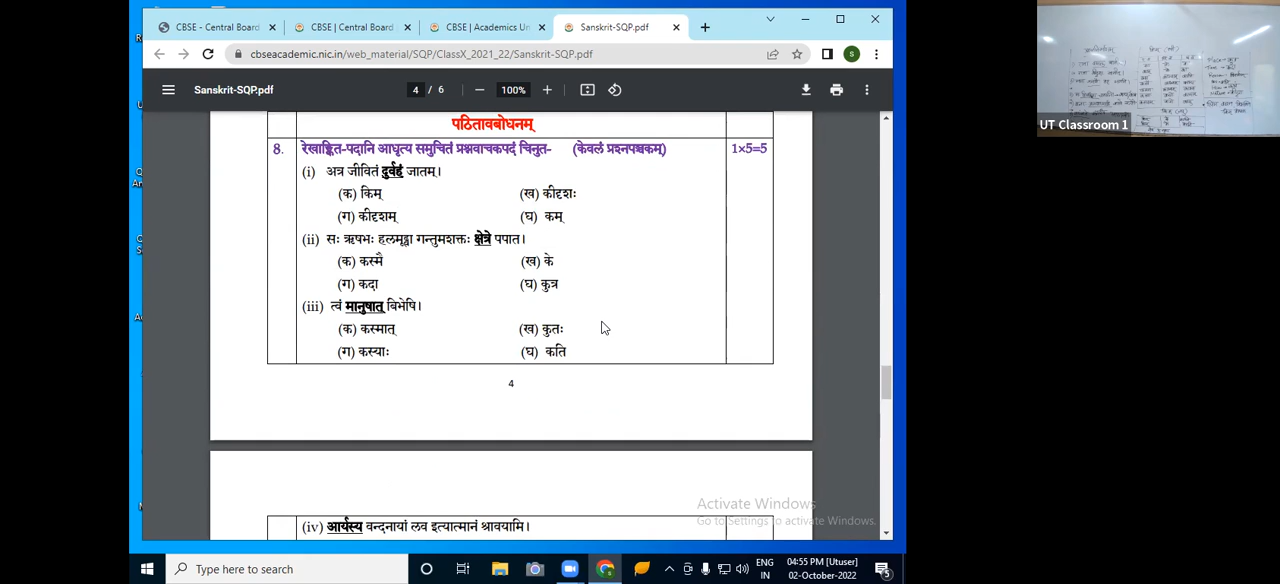 CBSE - Central Board
CBSE | Central Board
CBSE | Academics Un
Sanskrit-SQP.pdf
cbseacademic.nic.in/web_material/SQP/ClassX_2021_22/Sanskrit-SQP.pdf
Sanskrit-SQP.pdf
4 / 6
100%
पठितावबोधनम्
8. रेखाङ्कित-पदानि आधृत्य समुचितं प्रश्नवाचकपदं चिनुत- (केवलं प्रश्नपञ्चकम्) 1×5=5
(i) अत्र जीवितं दुर्वहं जातम्।
(क) किम् (ख) कीदृशः
(ग) कीदृशम् (घ) कम्
(ii) सः ऋषभः हलमूढ्वा गन्तुमशक्तः क्षेत्रे पपात।
(क) कस्मै (ख) के
(ग) कदा (घ) कुत्र
(iii) त्वं मानुषात् बिभेषि।
(क) कस्मात् (ख) कुतः
(ग) कस्याः (घ) कति
4
(iv) आर्यस्य वन्दनायां लव इत्यात्मानं श्रावयामि।
Activate Windows
Go to Settings to activate Windows.
Type here to search
ENG
IN
04:55 PM [Utuser]
02-October-2022
5
UT Classroom 1